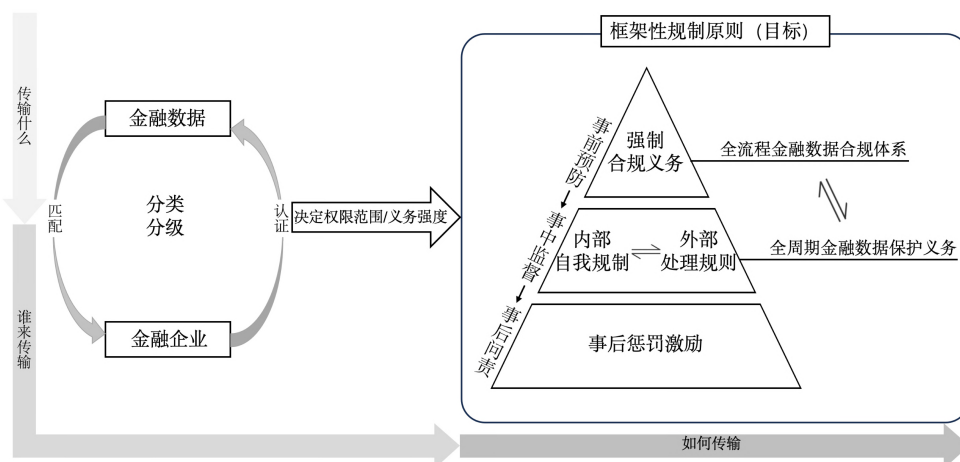 传输什么
谁来传输
金融数据
匹配
分类
分级
认证
金融企业
决定权限范围/义务强度
框架性规制原则（目标）
事前预防
事中监督
事后问责
强制
合规义务
内部
自我规制
外部
处理规则
事后惩罚激励
全流程金融数据合规体系
全周期金融数据保护义务
如何传输